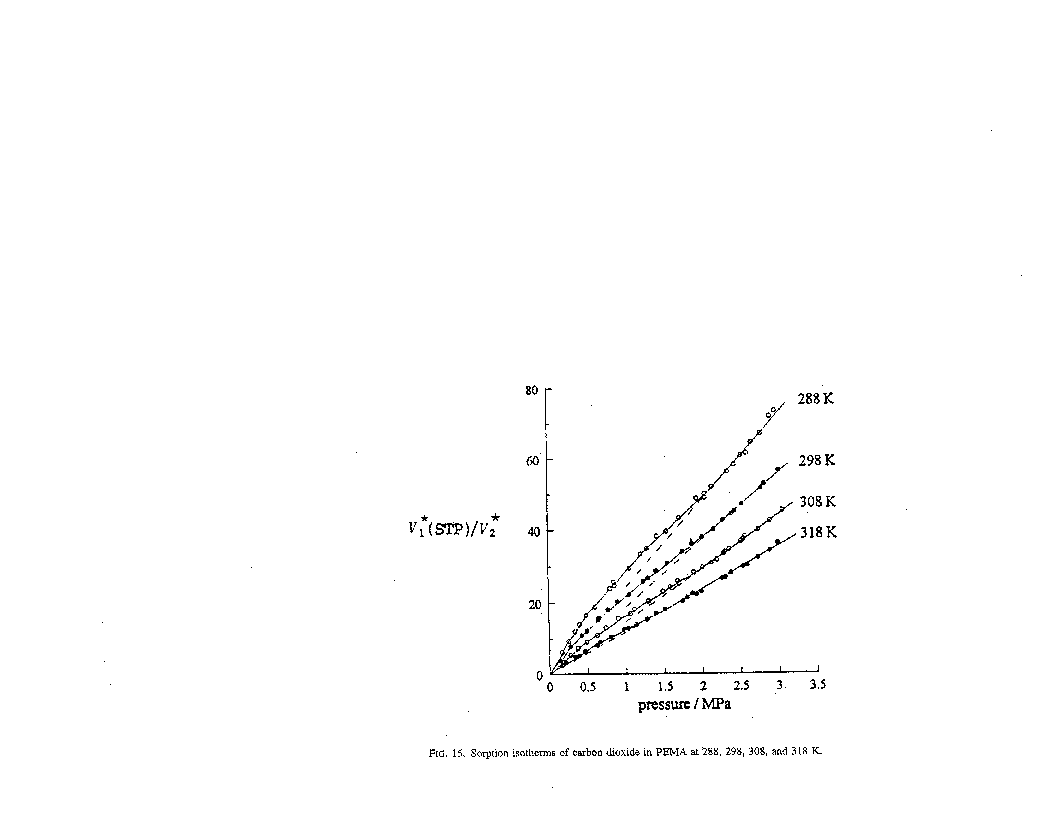 80
288 K
60
298 K
308 K
V₁*(STP)/V₂*
40
318 K
20
0
0 0.5 1 1.5 2 2.5 3 3.5
pressure / MPa
FIG. 15. Sorption isotherms of carbon dioxide in PEMA at 288, 298, 308, and 318 K.